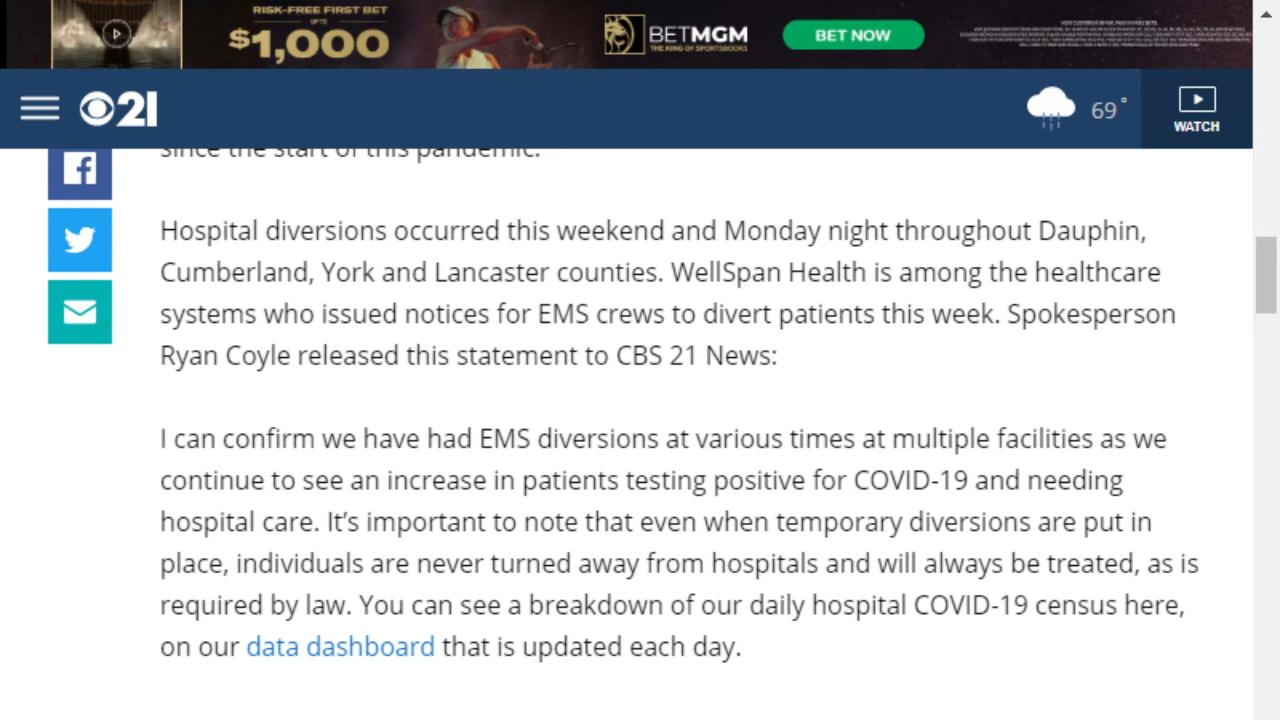 RISK-FREE FIRST BET
UP TO
$1,000
BETMGM
THE KING OF SPORTSBOOKS
BET NOW
21
69°
WATCH
since the start of this pandemic.
Hospital diversions occurred this weekend and Monday night throughout Dauphin,
Cumberland, York and Lancaster counties. WellSpan Health is among the healthcare
systems who issued notices for EMS crews to divert patients this week. Spokesperson
Ryan Coyle released this statement to CBS 21 News:
I can confirm we have had EMS diversions at various times at multiple facilities as we
continue to see an increase in patients testing positive for COVID-19 and needing
hospital care. It's important to note that even when temporary diversions are put in
place, individuals are never turned away from hospitals and will always be treated, as is
required by law. You can see a breakdown of our daily hospital COVID-19 census here,
on our data dashboard that is updated each day.